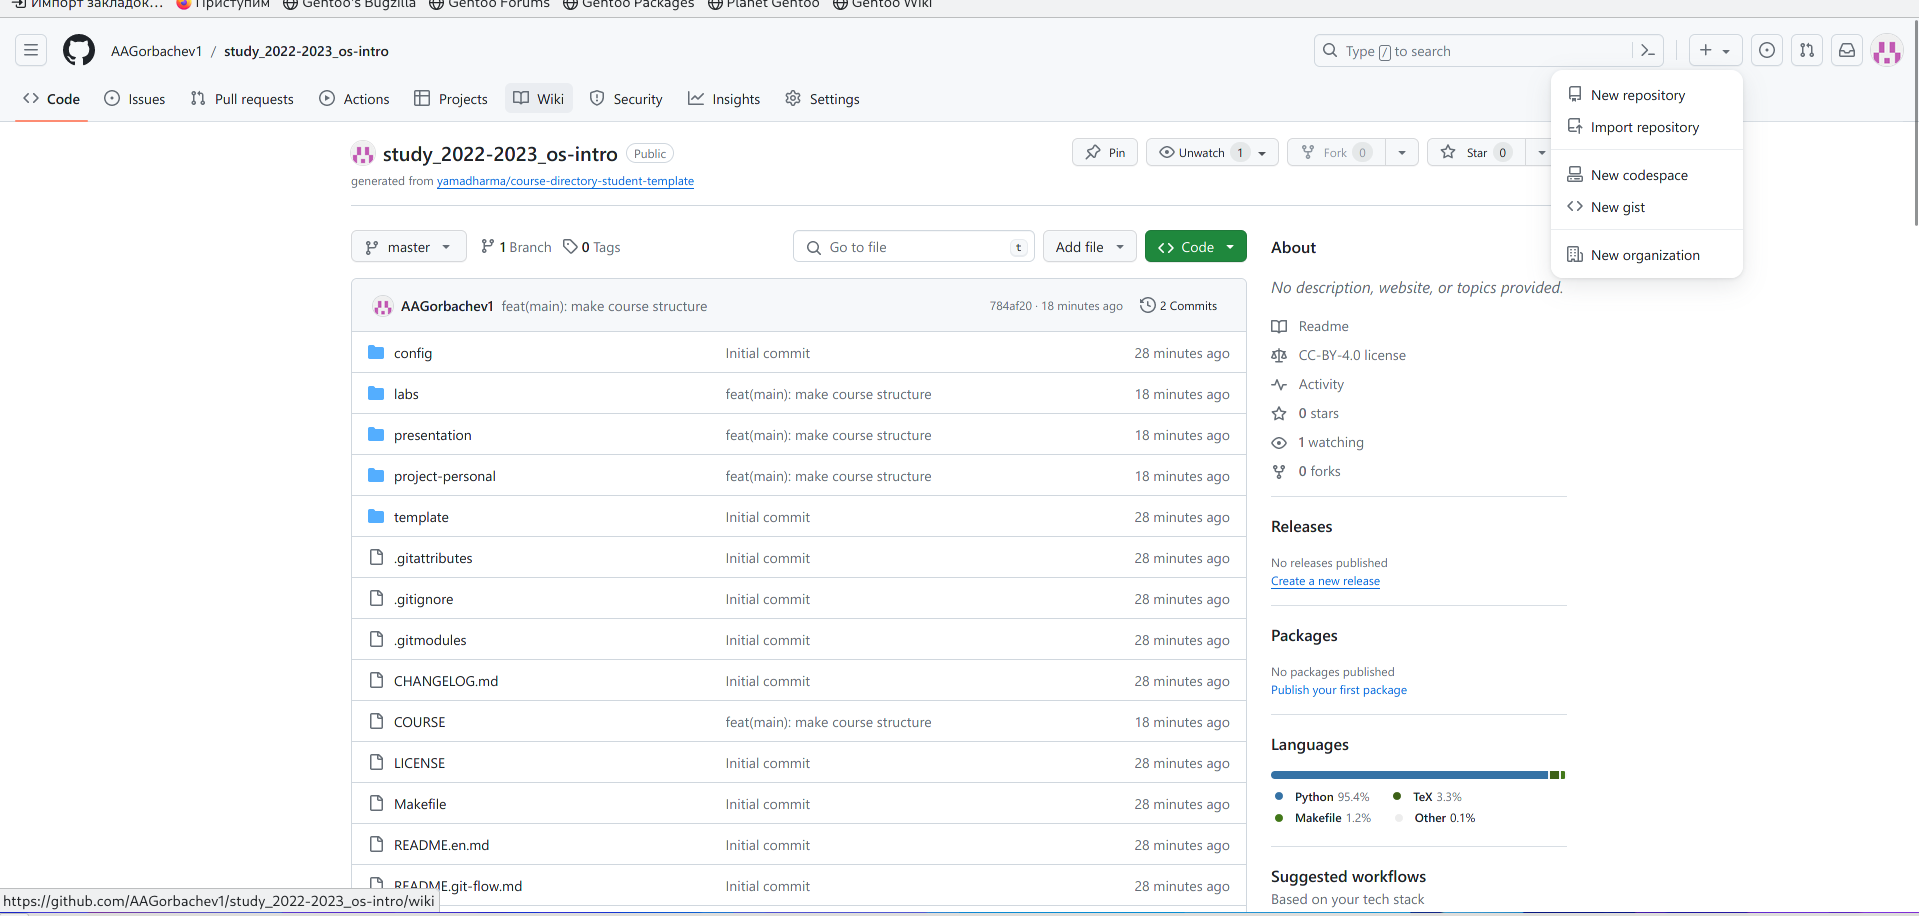 Импорт закладок… Приступим Gentoo's Bugzilla Gentoo Forums Gentoo Packages Planet Gentoo Gentoo Wiki
AAGorbachev1 / study_2022-2023_os-intro Type / to search
Code Issues Pull requests Actions Projects Wiki Security Insights Settings
New repository
Import repository
New codespace
New gist
New organization
study_2022-2023_os-intro Public Pin Unwatch 1 Fork 0 Star 0
generated from yamadharma/course-directory-student-template
master 1 Branch 0 Tags Go to file t Add file Code
AAGorbachev1 feat(main): make course structure 784af20 · 18 minutes ago 2 Commits
config Initial commit 28 minutes ago
labs feat(main): make course structure 18 minutes ago
presentation feat(main): make course structure 18 minutes ago
project-personal feat(main): make course structure 18 minutes ago
template Initial commit 28 minutes ago
.gitattributes Initial commit 28 minutes ago
.gitignore Initial commit 28 minutes ago
.gitmodules Initial commit 28 minutes ago
CHANGELOG.md Initial commit 28 minutes ago
COURSE feat(main): make course structure 18 minutes ago
LICENSE Initial commit 28 minutes ago
Makefile Initial commit 28 minutes ago
README.en.md Initial commit 28 minutes ago
README.git-flow.md Initial commit 28 minutes ago
About
No description, website, or topics provided.
Readme
CC-BY-4.0 license
Activity
0 stars
1 watching
0 forks
Releases
No releases published
Create a new release
Packages
No packages published
Publish your first package
Languages
Python 95.4% TeX 3.3%
Makefile 1.2% Other 0.1%
Suggested workflows
Based on your tech stack
https://github.com/AAGorbachev1/study_2022-2023_os-intro/wiki